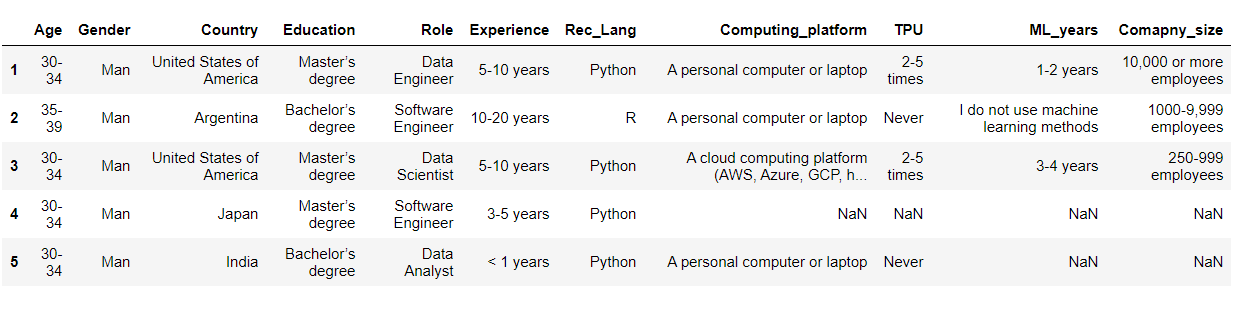 Age Gender Country Education Role Experience Rec_Lang Computing_platform TPU ML_years Comapny_size
1 30-34 Man United States of America Master’s degree Data Engineer 5-10 years Python A personal computer or laptop 2-5 times 1-2 years 10,000 or more employees
2 35-39 Man Argentina Bachelor’s degree Software Engineer 10-20 years R A personal computer or laptop Never I do not use machine learning methods 1000-9,999 employees
3 30-34 Man United States of America Master’s degree Data Scientist 5-10 years Python A cloud computing platform (AWS, Azure, GCP, h... 2-5 times 3-4 years 250-999 employees
4 30-34 Man Japan Master’s degree Software Engineer 3-5 years Python NaN NaN NaN NaN
5 30-34 Man India Bachelor’s degree Data Analyst < 1 years Python A personal computer or laptop Never NaN NaN